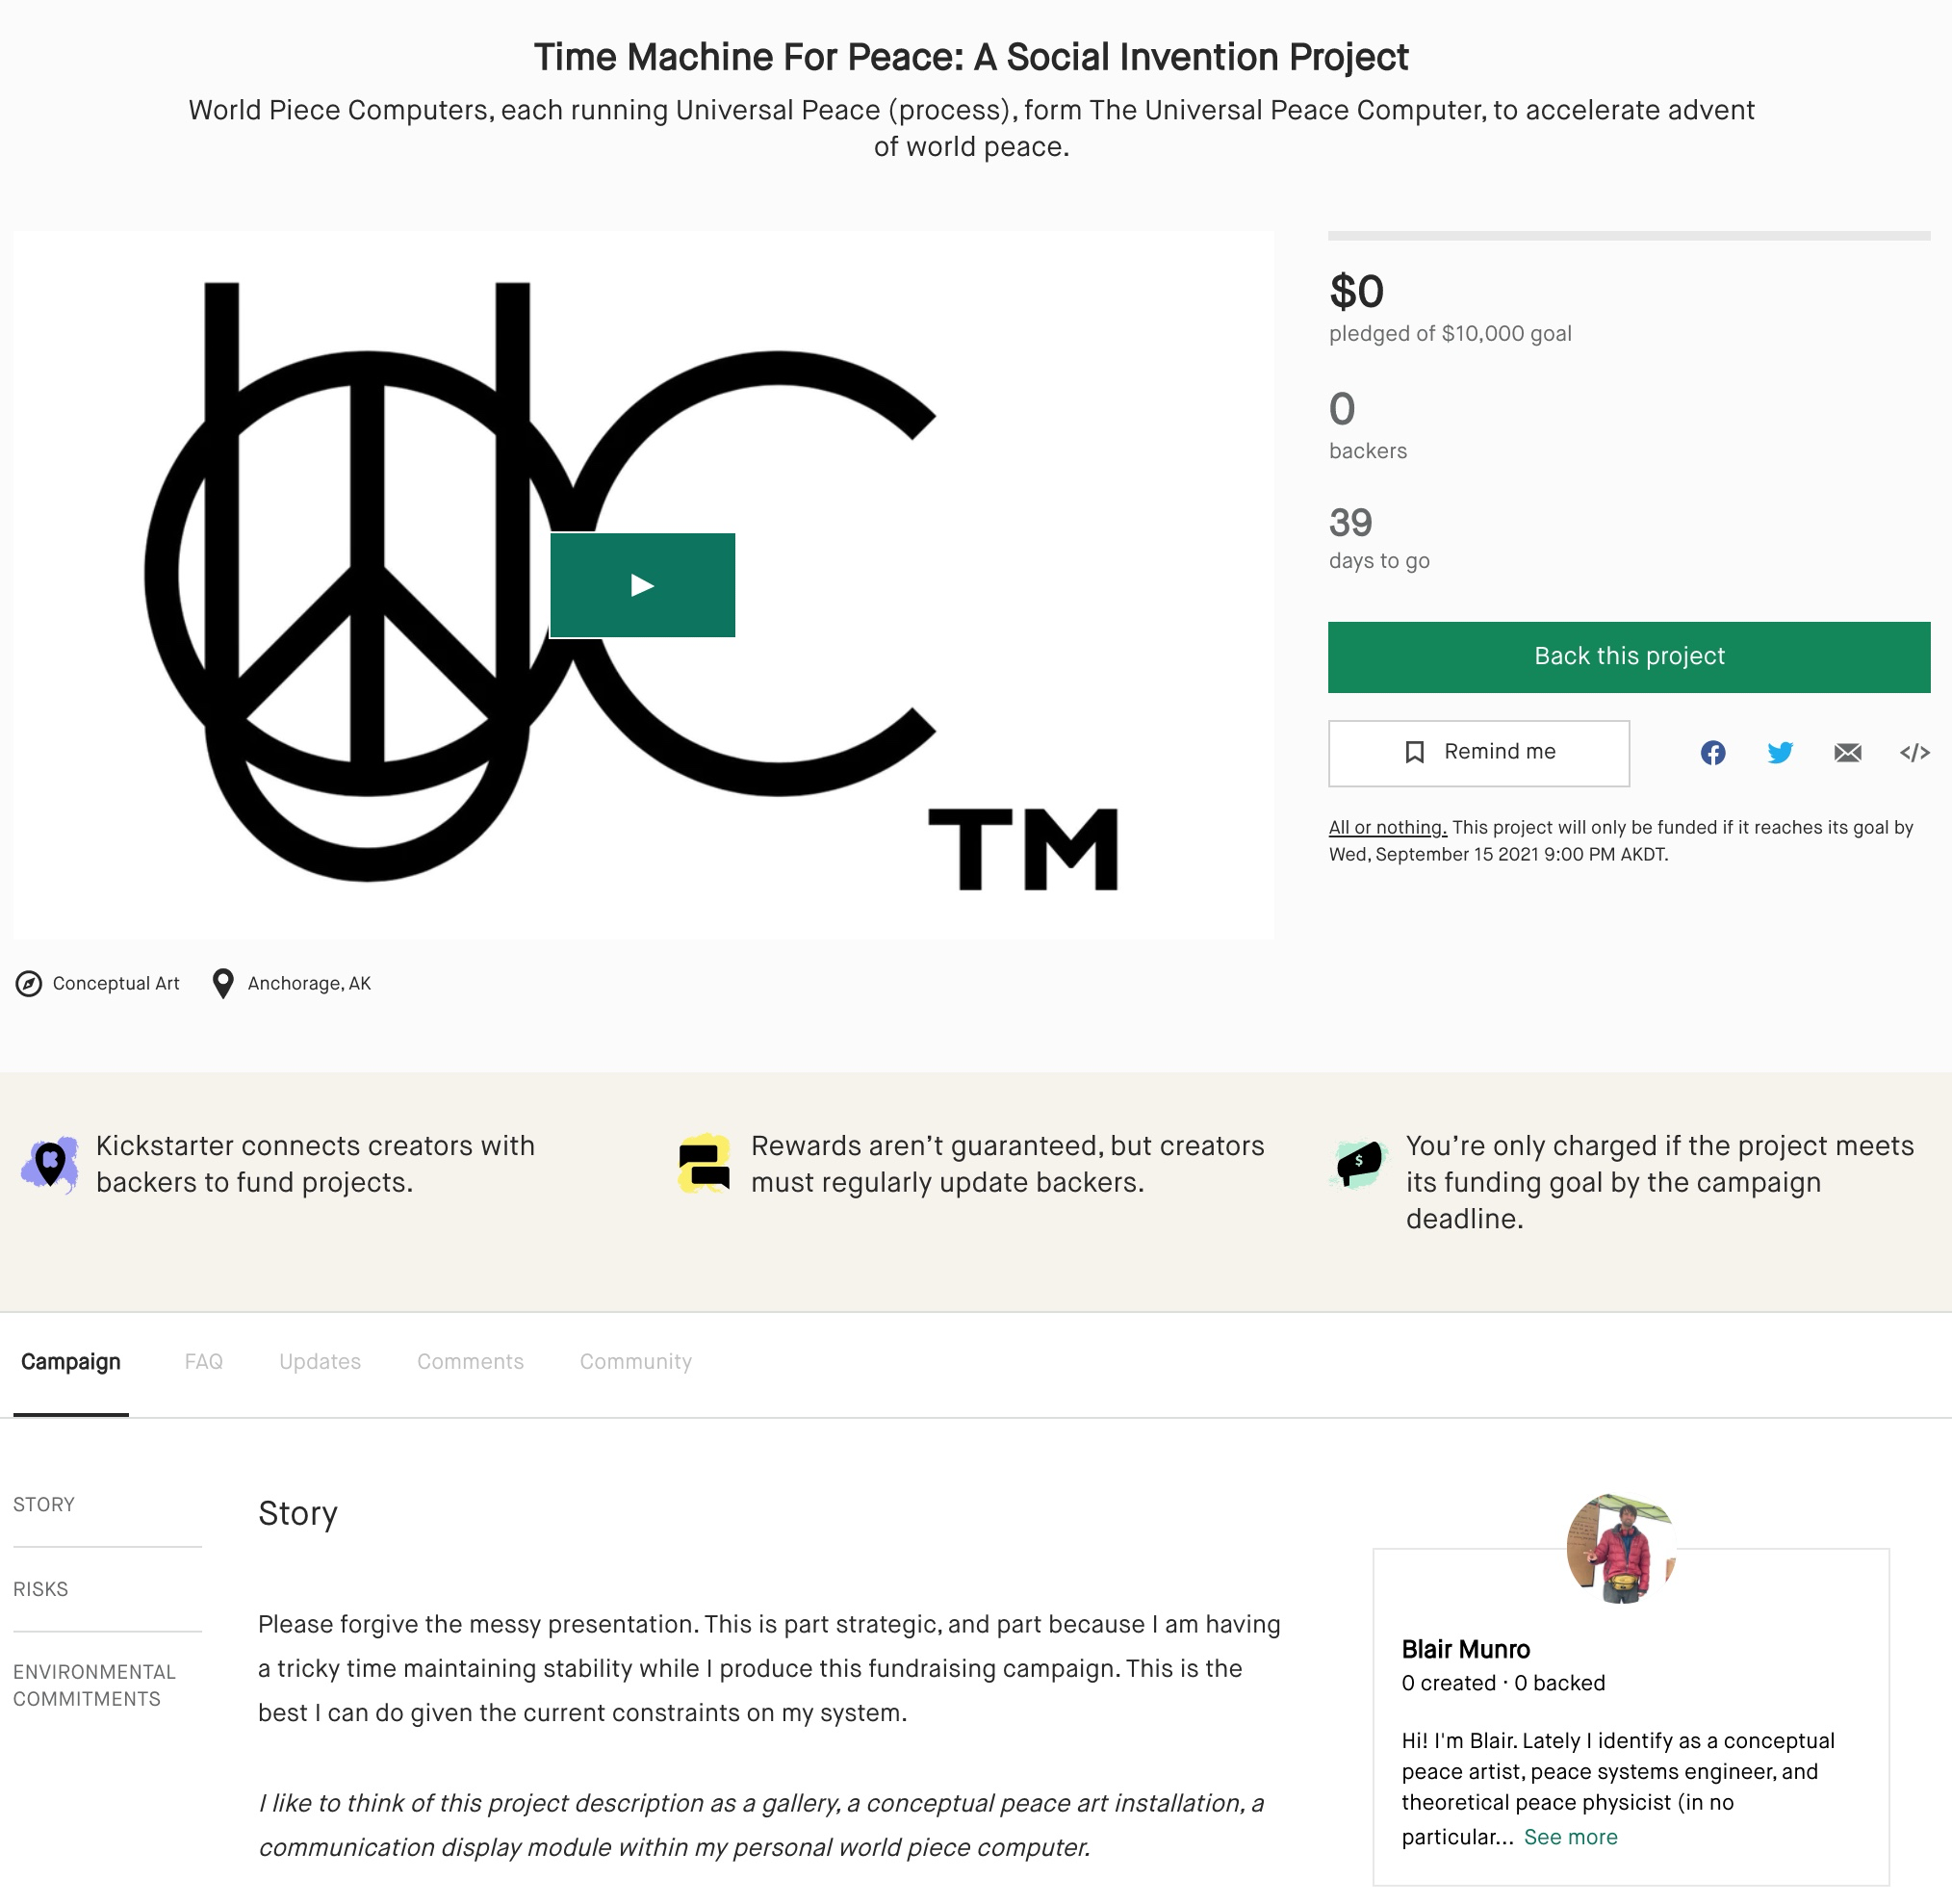 Time Machine For Peace: A Social Invention Project
World Piece Computers, each running Universal Peace (process), form The Universal Peace Computer, to accelerate advent
of world peace.
UC
TM
$0
pledged of $10,000 goal
0
backers
39
days to go
Back this project
Remind me
</>
All or nothing. This project will only be funded if it reaches its goal by
Wed, September 15 2021 9:00 PM AKDT.
Conceptual Art
Anchorage, AK
Kickstarter connects creators with
backers to fund projects.
Rewards aren’t guaranteed, but creators
must regularly update backers.
$
You’re only charged if the project meets
its funding goal by the campaign
deadline.
Campaign
FAQ
Updates
Comments
Community
STORY
RISKS
ENVIRONMENTAL
COMMITMENTS
Story
Please forgive the messy presentation. This is part strategic, and part because I am having
a tricky time maintaining stability while I produce this fundraising campaign. This is the
best I can do given the current constraints on my system.
I like to think of this project description as a gallery, a conceptual peace art installation, a
communication display module within my personal world piece computer.
Blair Munro
0 created · 0 backed
Hi! I'm Blair. Lately I identify as a conceptual
peace artist, peace systems engineer, and
theoretical peace physicist (in no
particular... See more